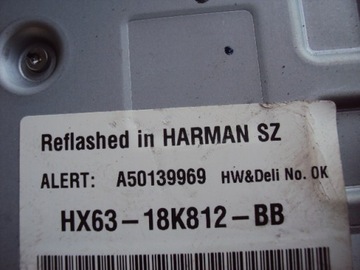 Reflashed in HARMAN SZ
ALERT: A50139969 HW&Deli No. OK
HX63-18K812-BB